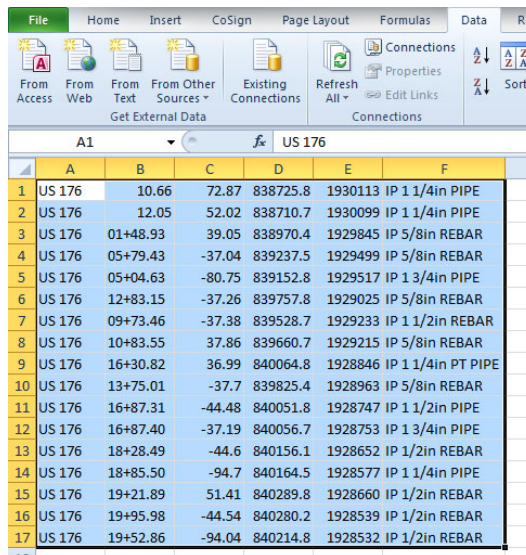 File Home Insert CoSign Page Layout Formulas Data R
From Access From Web From Text From Other Sources Existing Connections Refresh All Connections Properties Edit Links A Z Z A Sort
Get External Data Connections
A1 fx US 176
A B C D E F
1 US 176 10.66 72.87 838725.8 1930113 IP 1 1/4in PIPE
2 US 176 12.05 52.02 838710.7 1930099 IP 1 1/4in PIPE
3 US 176 01+48.93 39.05 838970.4 1929845 IP 5/8in REBAR
4 US 176 05+79.43 -37.04 839237.5 1929499 IP 5/8in REBAR
5 US 176 05+04.63 -80.75 839152.8 1929517 IP 1 3/4in PIPE
6 US 176 12+83.15 -37.26 839757.8 1929025 IP 5/8in REBAR
7 US 176 09+73.46 -37.38 839528.7 1929233 IP 1 1/2in REBAR
8 US 176 10+83.55 37.86 839660.7 1929215 IP 5/8in REBAR
9 US 176 16+30.82 36.99 840064.8 1928846 IP 1 1/4in PT PIPE
10 US 176 13+75.01 -37.7 839825.4 1928963 IP 5/8in REBAR
11 US 176 16+87.31 -44.48 840051.8 1928747 IP 1 1/2in PIPE
12 US 176 16+87.40 -37.19 840056.7 1928753 IP 1 3/4in PIPE
13 US 176 18+28.49 -44.6 840156.1 1928652 IP 1/2in REBAR
14 US 176 18+85.50 -94.7 840164.5 1928577 IP 1 1/4in PIPE
15 US 176 19+21.89 51.41 840289.8 1928660 IP 1/2in REBAR
16 US 176 19+95.98 -44.54 840280.2 1928539 IP 1/2in REBAR
17 US 176 19+52.86 -94.04 840214.8 1928532 IP 1/2in REBAR